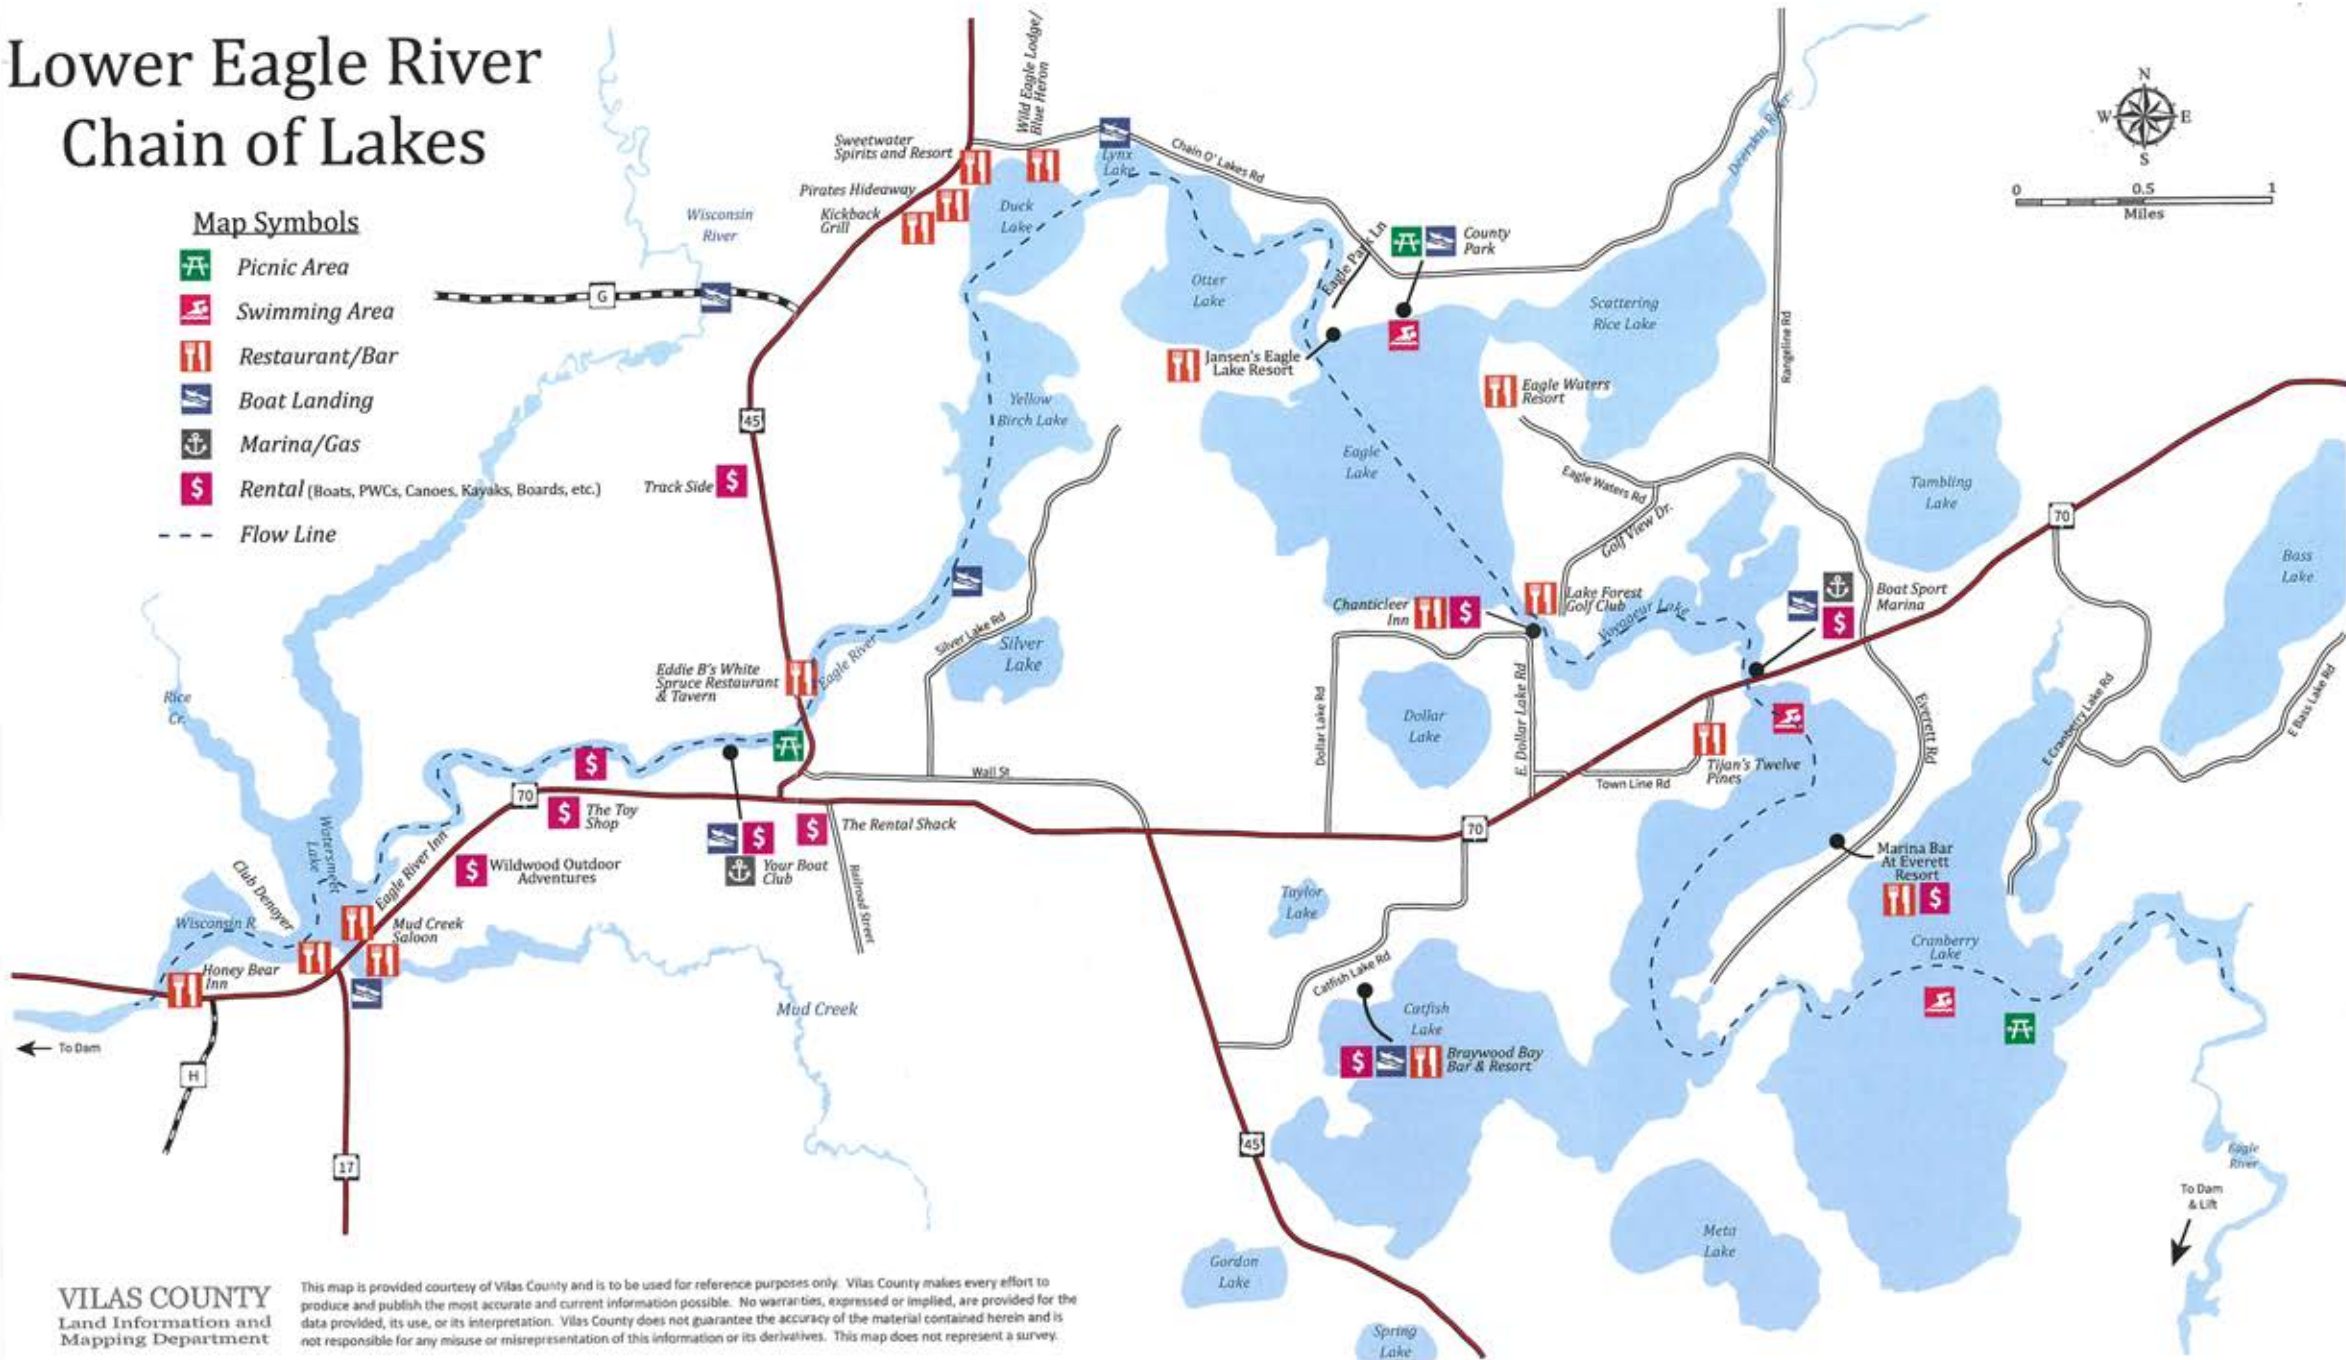 Lower Eagle River
Chain of Lakes
Map Symbols
Picnic Area
Swimming Area
Restaurant/Bar
Boat Landing
Marina/Gas
Rental (Boats, PWCs, Canoes, Kayaks, Boards, etc.)
Flow Line
Wild Eagle Lodge/
Blue Heron
Sweetwater
Spirits and Resort
Pirates Hideaway
Kickback
Grill
Lynx
Lake
Chain O' Lakes Rd
Deerskin River
N
W
E
S
0
0.5
1
Miles
Wisconsin
River
Duck
Lake
G
Otter
Lake
Eagle Park Ln
County
Park
Scattering
Rice Lake
Rangeline Rd
Jansen's Eagle
Lake Resort
Eagle Waters
Resort
45
Yellow
Birch Lake
Eagle
Lake
Eagle Waters Rd
Golf View Dr.
Tambling
Lake
70
Bass
Lake
Track Side
Silver Lake Rd
Silver
Lake
Eagle River
Chanticleer
Inn
Lake Forest
Golf Club
Voyageur Lake
Boat Sport
Marina
Eddie B's White
Spruce Restaurant
& Tavern
Rice
Cr.
Dollar Lake Rd
Dollar
Lake
E. Dollar Lake Rd
Everett Rd
E Cranberry Lake Rd
E Bass Lake Rd
Wall St
Town Line Rd
Tijan's Twelve
Pines
70
The Toy
Shop
The Rental Shack
70
Watersmeet
Lake
Eagle River Inn
Wildwood Outdoor
Adventures
Your Boat
Club
Railroad Street
Club Denoyer
Taylor
Lake
Marina Bar
At Everett
Resort
Wisconsin R.
Mud Creek
Saloon
Cranberry
Lake
Honey Bear
Inn
Catfish Lake Rd
Catfish
Lake
Mud Creek
To Dam
Braywood Bay
Bar & Resort
H
45
17
Eagle
River
To Dam
& Lift
Meta
Lake
Gordon
Lake
Spring
Lake
VILAS COUNTY
Land Information and
Mapping Department
This map is provided courtesy of Vilas County and is to be used for reference purposes only. Vilas County makes every effort to
produce and publish the most accurate and current information possible. No warranties, expressed or implied, are provided for the
data provided, its use, or its interpretation. Vilas County does not guarantee the accuracy of the material contained herein and is
not responsible for any misuse or misrepresentation of this information or its derivatives. This map does not represent a survey.